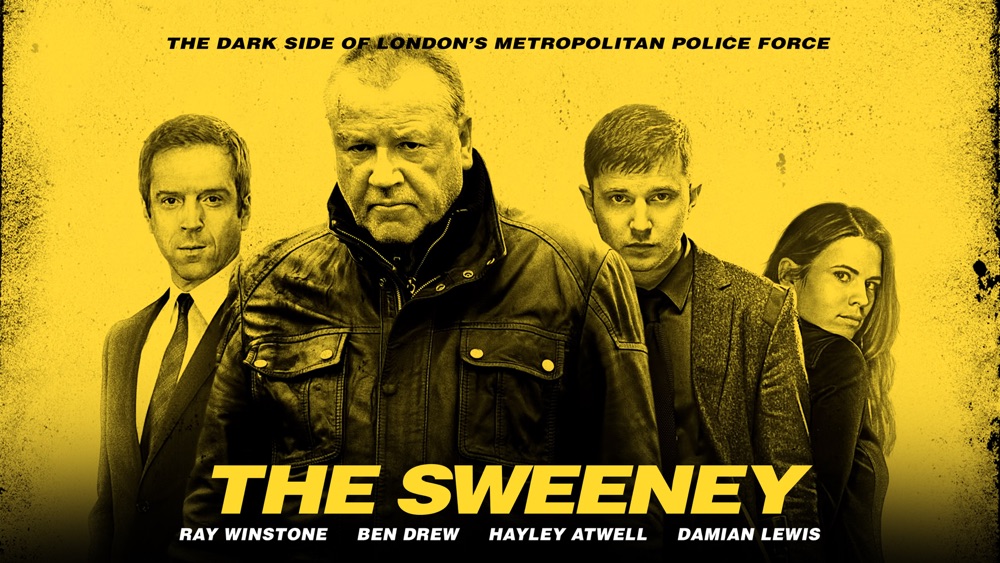 THE DARK SIDE OF LONDON'S METROPOLITAN POLICE FORCE
THE SWEENEY
RAY WINSTONE BEN DREW HAYLEY ATWELL DAMIAN LEWIS